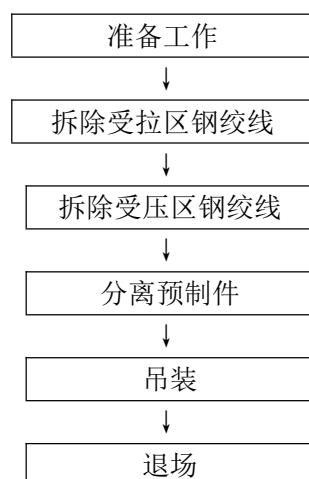 准备工作
拆除受拉区钢绞线
拆除受压区钢绞线
分离预制件
吊装
退场